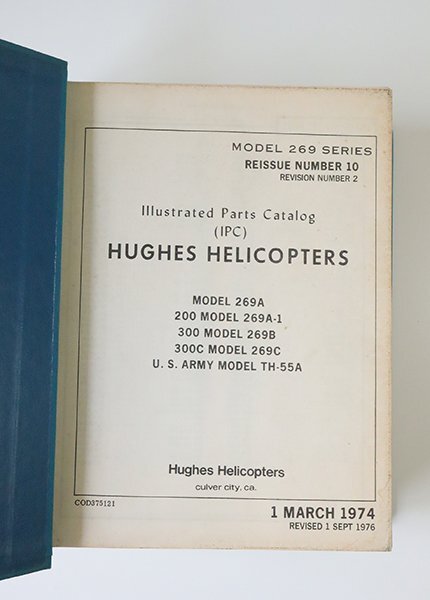 MODEL 269 SERIES
REISSUE NUMBER 10
REVISION NUMBER 2
Illustrated Parts Catalog
(IPC)
HUGHES HELICOPTERS
MODEL 269A
200 MODEL 269A-1
300 MODEL 269B
300C MODEL 269C
U. S. ARMY MODEL TH-55A
Hughes Helicopters
culver city, ca.
COD375121
1 MARCH 1974
REVISED 1 SEPT 1976